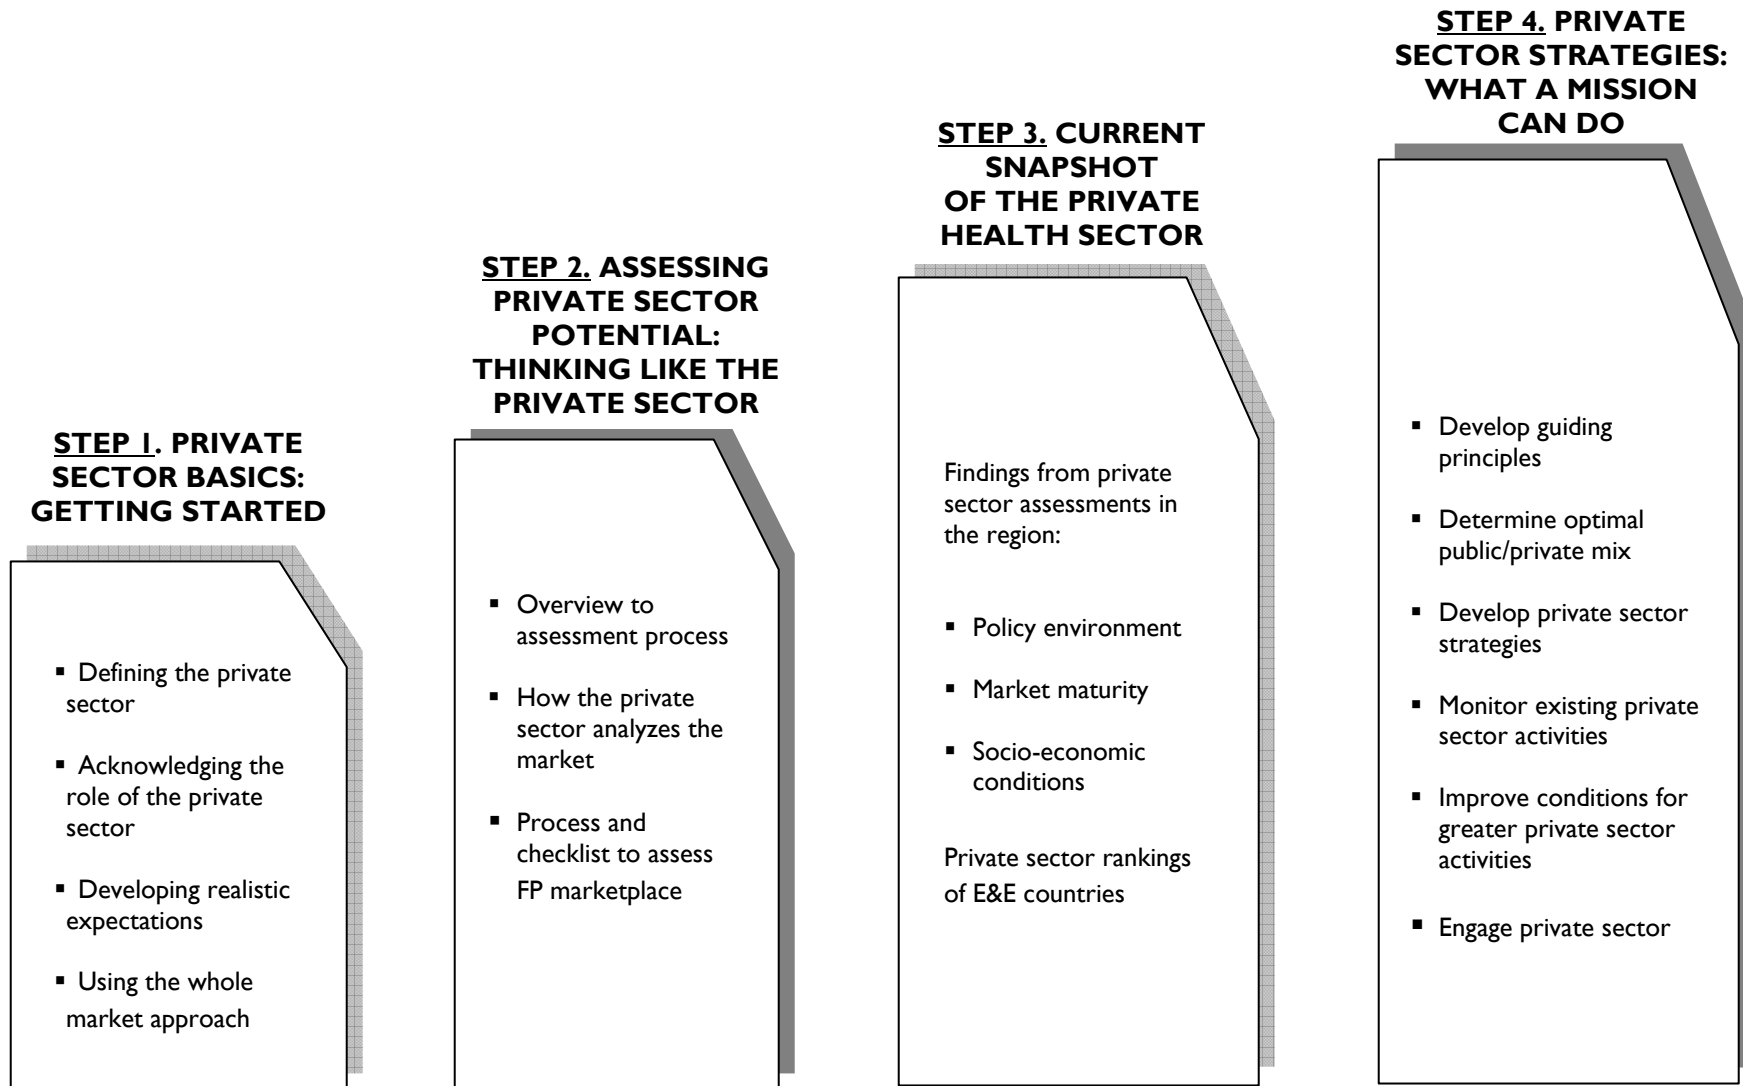 STEP 1. PRIVATE
SECTOR BASICS:
GETTING STARTED
▪ Defining the private
sector
▪ Acknowledging the
role of the private
sector
▪ Developing realistic
expectations
▪ Using the whole
market approach
STEP 2. ASSESSING
PRIVATE SECTOR
POTENTIAL:
THINKING LIKE THE
PRIVATE SECTOR
▪ Overview to
assessment process
▪ How the private
sector analyzes the
market
▪ Process and
checklist to assess
FP marketplace
STEP 3. CURRENT
SNAPSHOT
OF THE PRIVATE
HEALTH SECTOR
Findings from private
sector assessments in
the region:
▪ Policy environment
▪ Market maturity
▪ Socio-economic
conditions
Private sector rankings
of E&E countries
STEP 4. PRIVATE
SECTOR STRATEGIES:
WHAT A MISSION
CAN DO
▪ Develop guiding
principles
▪ Determine optimal
public/private mix
▪ Develop private sector
strategies
▪ Monitor existing private
sector activities
▪ Improve conditions for
greater private sector
activities
▪ Engage private sector